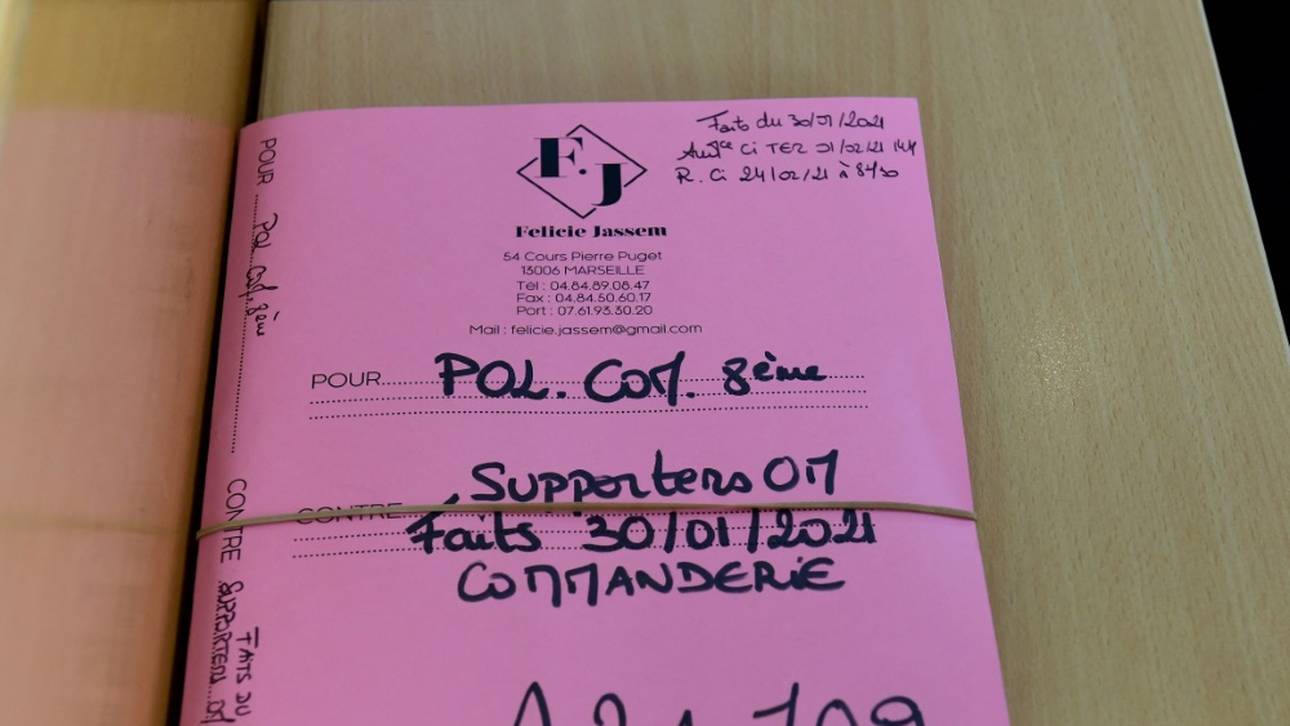 Faits du 30/01/2021
Aud^ce Ci TER 01/02/21 14H
R. Ci 24/02/21 à 8H30
F.J
Felicie Jassem
54 Cours Pierre Puget
13006 MARSEILLE
Tél : 04.84.89.08.47
Fax : 04.84.50.60.17
Port : 07.61.93.30.20
Mail : felicie.jassem@gmail.com
POUR POL. COM. 8ème
CONTRE Supporters OM
Faits 30/01/2021
COMMANDERIE
POUR POL. COM. 8ème
CONTRE SUPPORTERS OM
FAITS DU